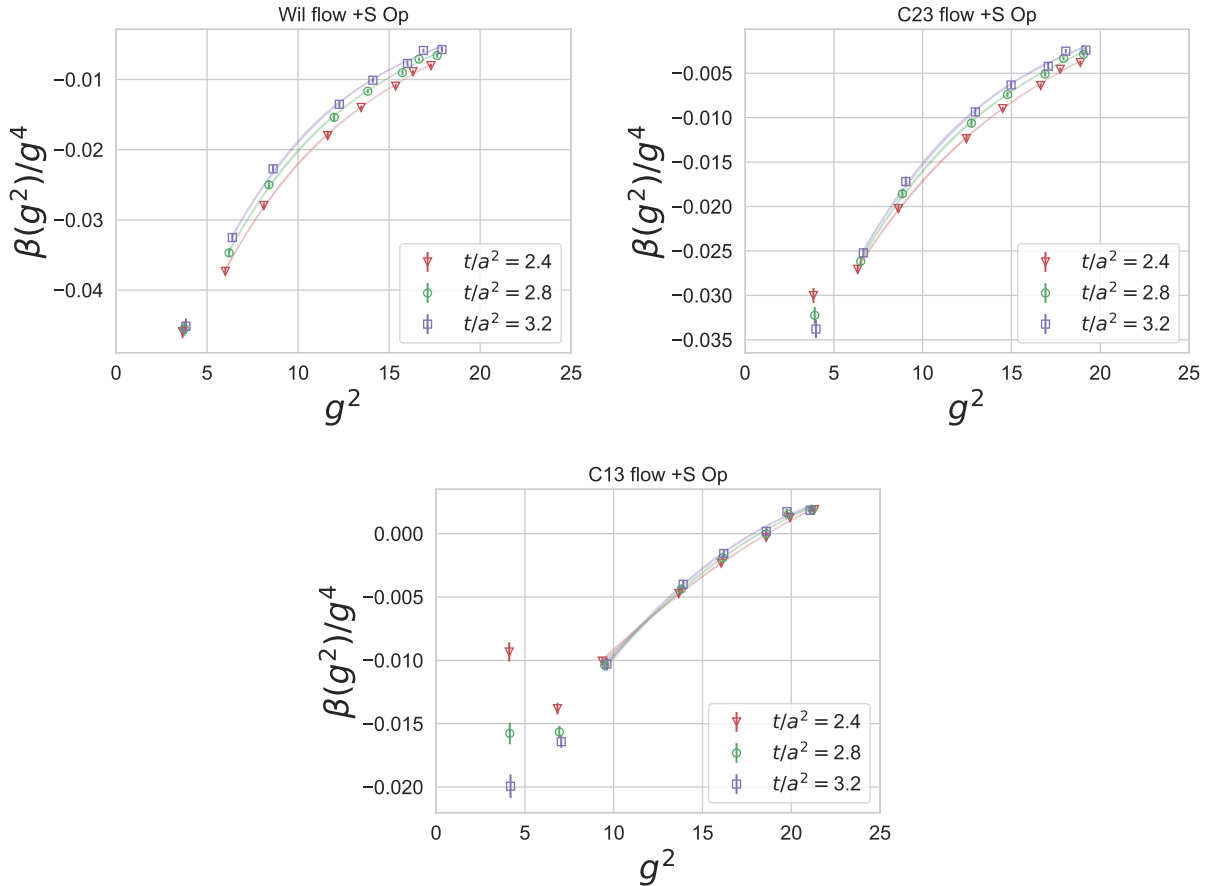 Wil flow +S Op
−0.01
−0.02
−0.03
−0.04
β(g²)/g⁴
t/a² = 2.4
t/a² = 2.8
t/a² = 3.2
0 5 10 15 20 25
g²
C23 flow +S Op
−0.005
−0.010
−0.015
−0.020
−0.025
−0.030
−0.035
β(g²)/g⁴
t/a² = 2.4
t/a² = 2.8
t/a² = 3.2
0 5 10 15 20 25
g²
C13 flow +S Op
0.000
−0.005
−0.010
−0.015
−0.020
β(g²)/g⁴
t/a² = 2.4
t/a² = 2.8
t/a² = 3.2
0 5 10 15 20 25
g²